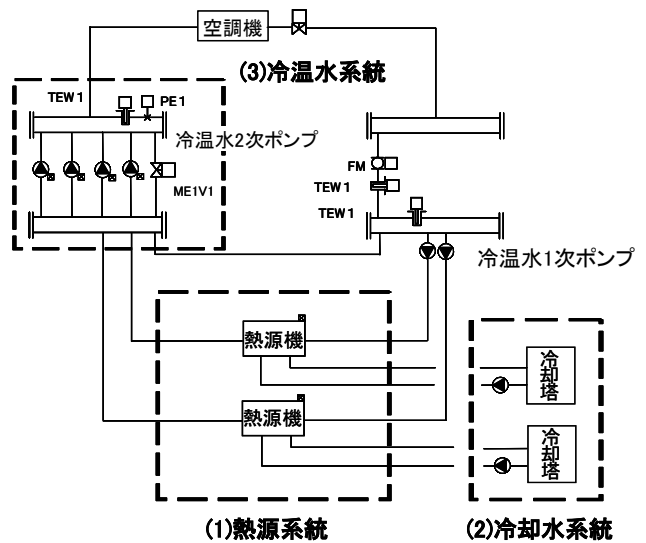 空調機
(3)冷温水系統
TEW1
PE1
冷温水2次ポンプ
ME1V1
FM
TEW1
TEW1
冷温水1次ポンプ
熱源機
熱源機
冷却塔
冷却塔
(1)熱源系統
(2)冷却水系統